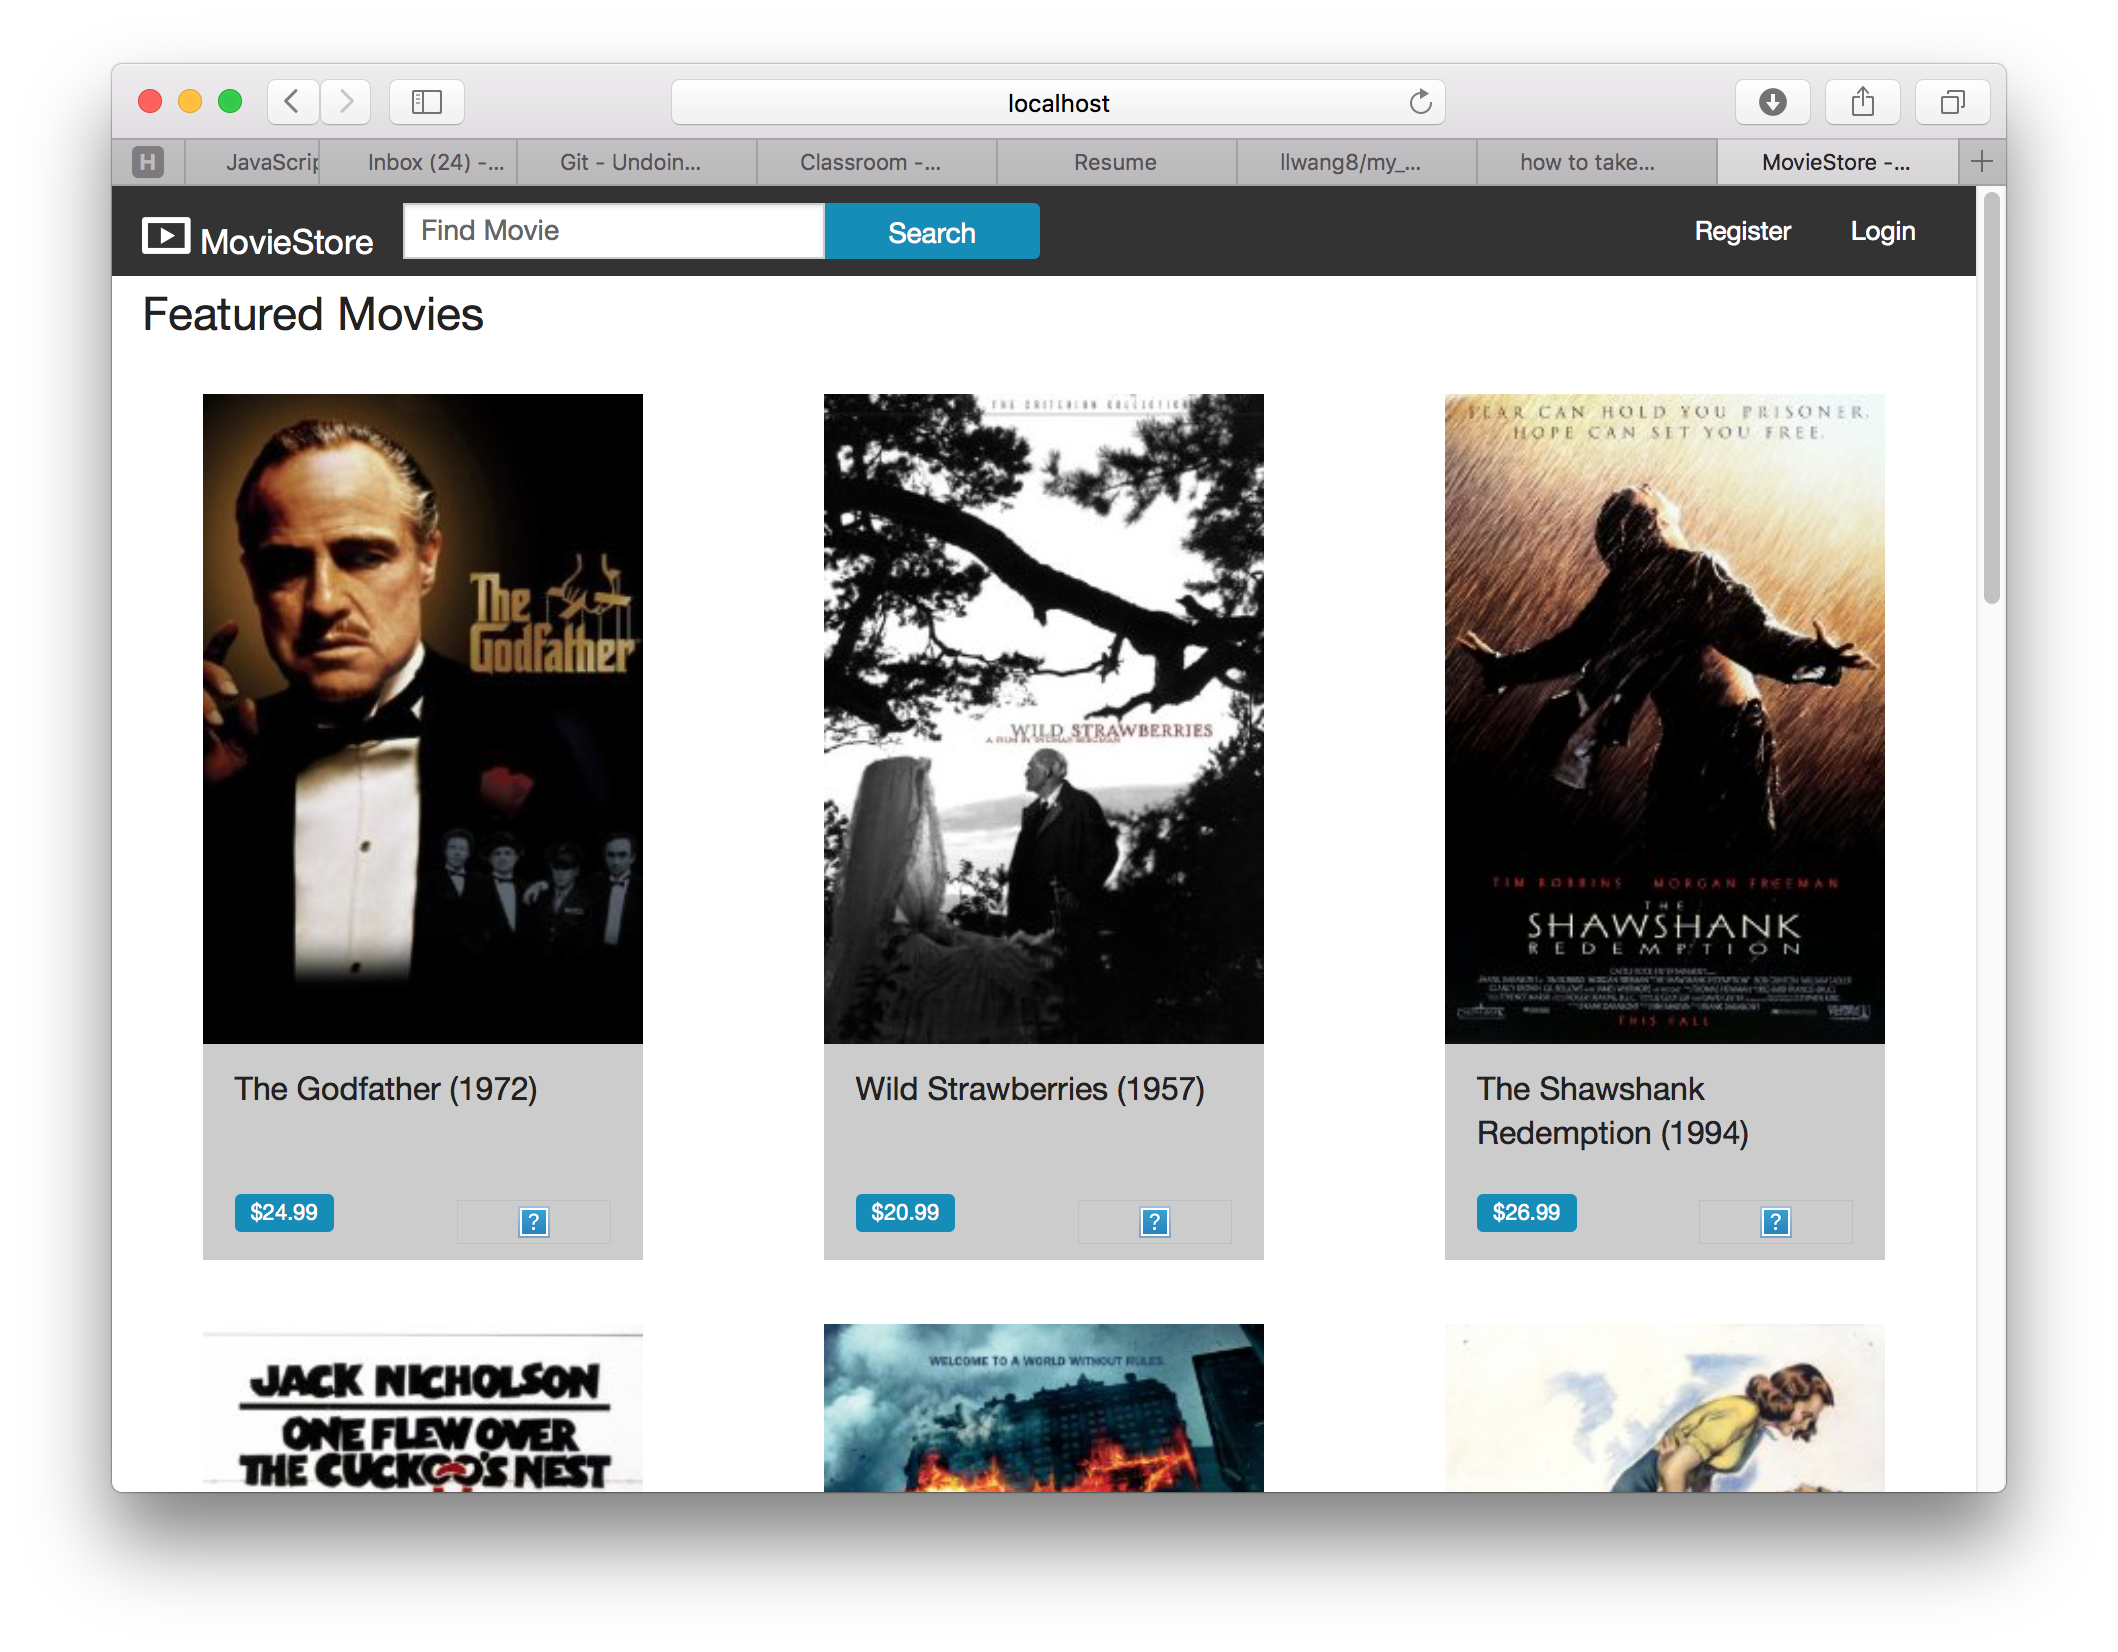 localhost
H
JavaScrip
Inbox (24) -...
Git - Undoin...
Classroom -...
Resume
llwang8/my_...
how to take...
MovieStore -...
MovieStore
Find Movie
Search
Register
Login
Featured Movies
The
Godfather
THE CRITERION COLLECTION
WILD STRAWBERRIES
A FILM BY INGMAR BERGMAN
FEAR CAN HOLD YOU PRISONER.
HOPE CAN SET YOU FREE.
TIM ROBBINS MORGAN FREEMAN
THE
SHAWSHANK
REDEMPTION
THIS FALL
The Godfather (1972)
$24.99
?
Wild Strawberries (1957)
$20.99
?
The Shawshank
Redemption (1994)
$26.99
?
JACK NICHOLSON
ONE FLEW OVER
THE CUCKOO'S NEST
WELCOME TO A WORLD WITHOUT RULES.